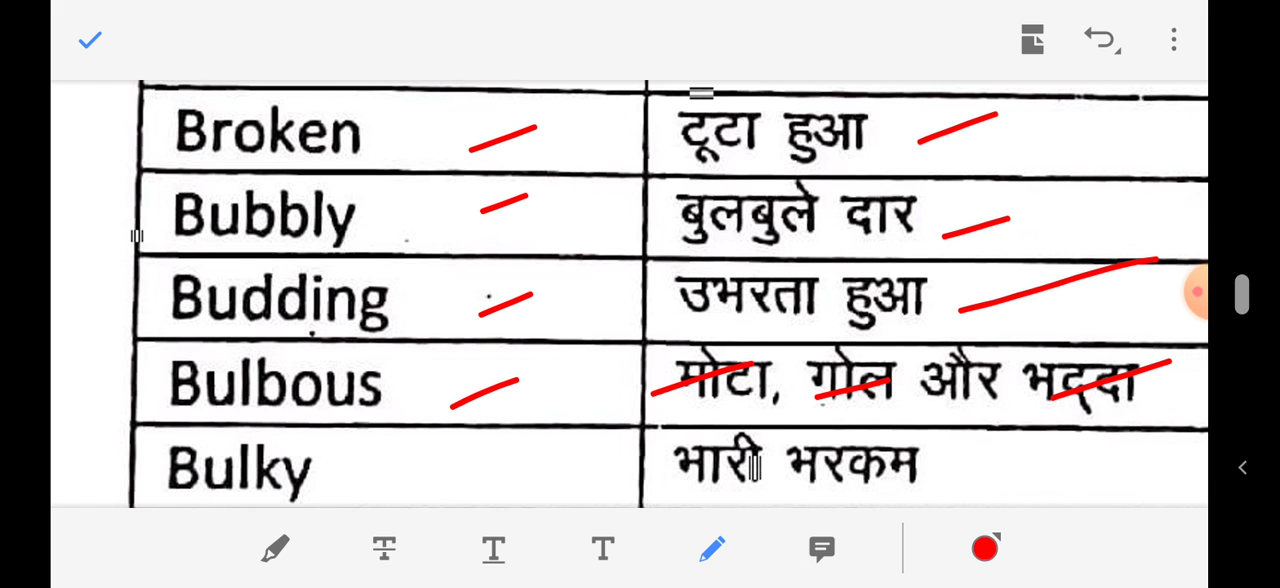 Broken टूटा हुआ
Bubbly बुलबुले दार
Budding उभरता हुआ
Bulbous मोटा, गोल और भद्दा
Bulky भारी भरकम